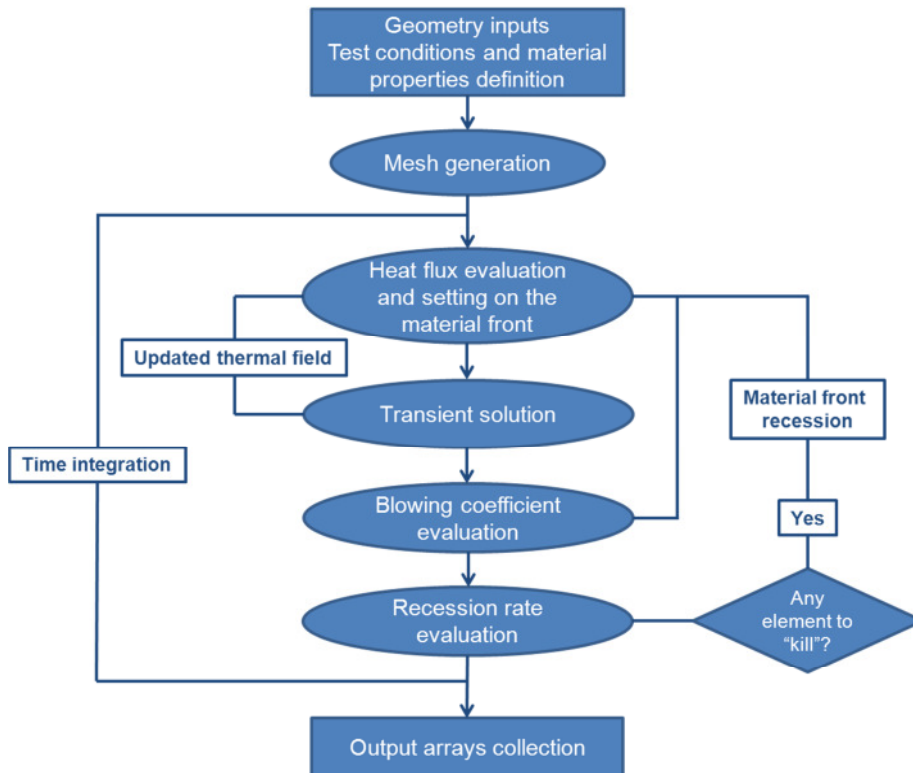 Geometry inputs
Test conditions and material
properties definition
Mesh generation
Heat flux evaluation
and setting on the
material front
Updated thermal field
Transient solution
Material front
recession
Time integration
Blowing coefficient
evaluation
Yes
Recession rate
evaluation
Any
element to
“kill”?
Output arrays collection